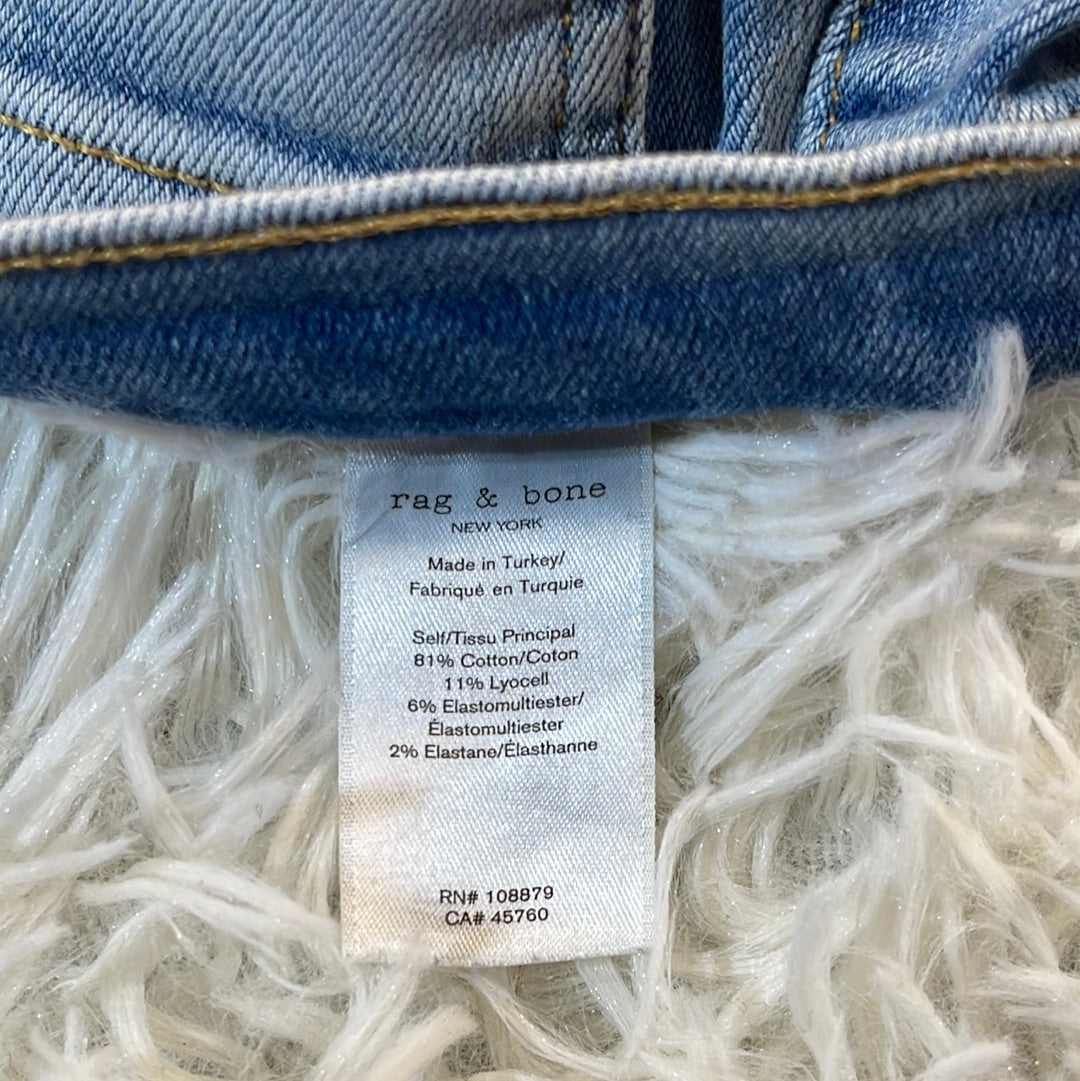 rag & bone
NEW YORK
Made in Turkey/
Fabriqué en Turquie
Self/Tissu Principal
81% Cotton/Coton
11% Lyocell
6% Elastomultiester/
Élastomultiester
2% Elastane/Élasthanne
RN# 108879
CA# 45760